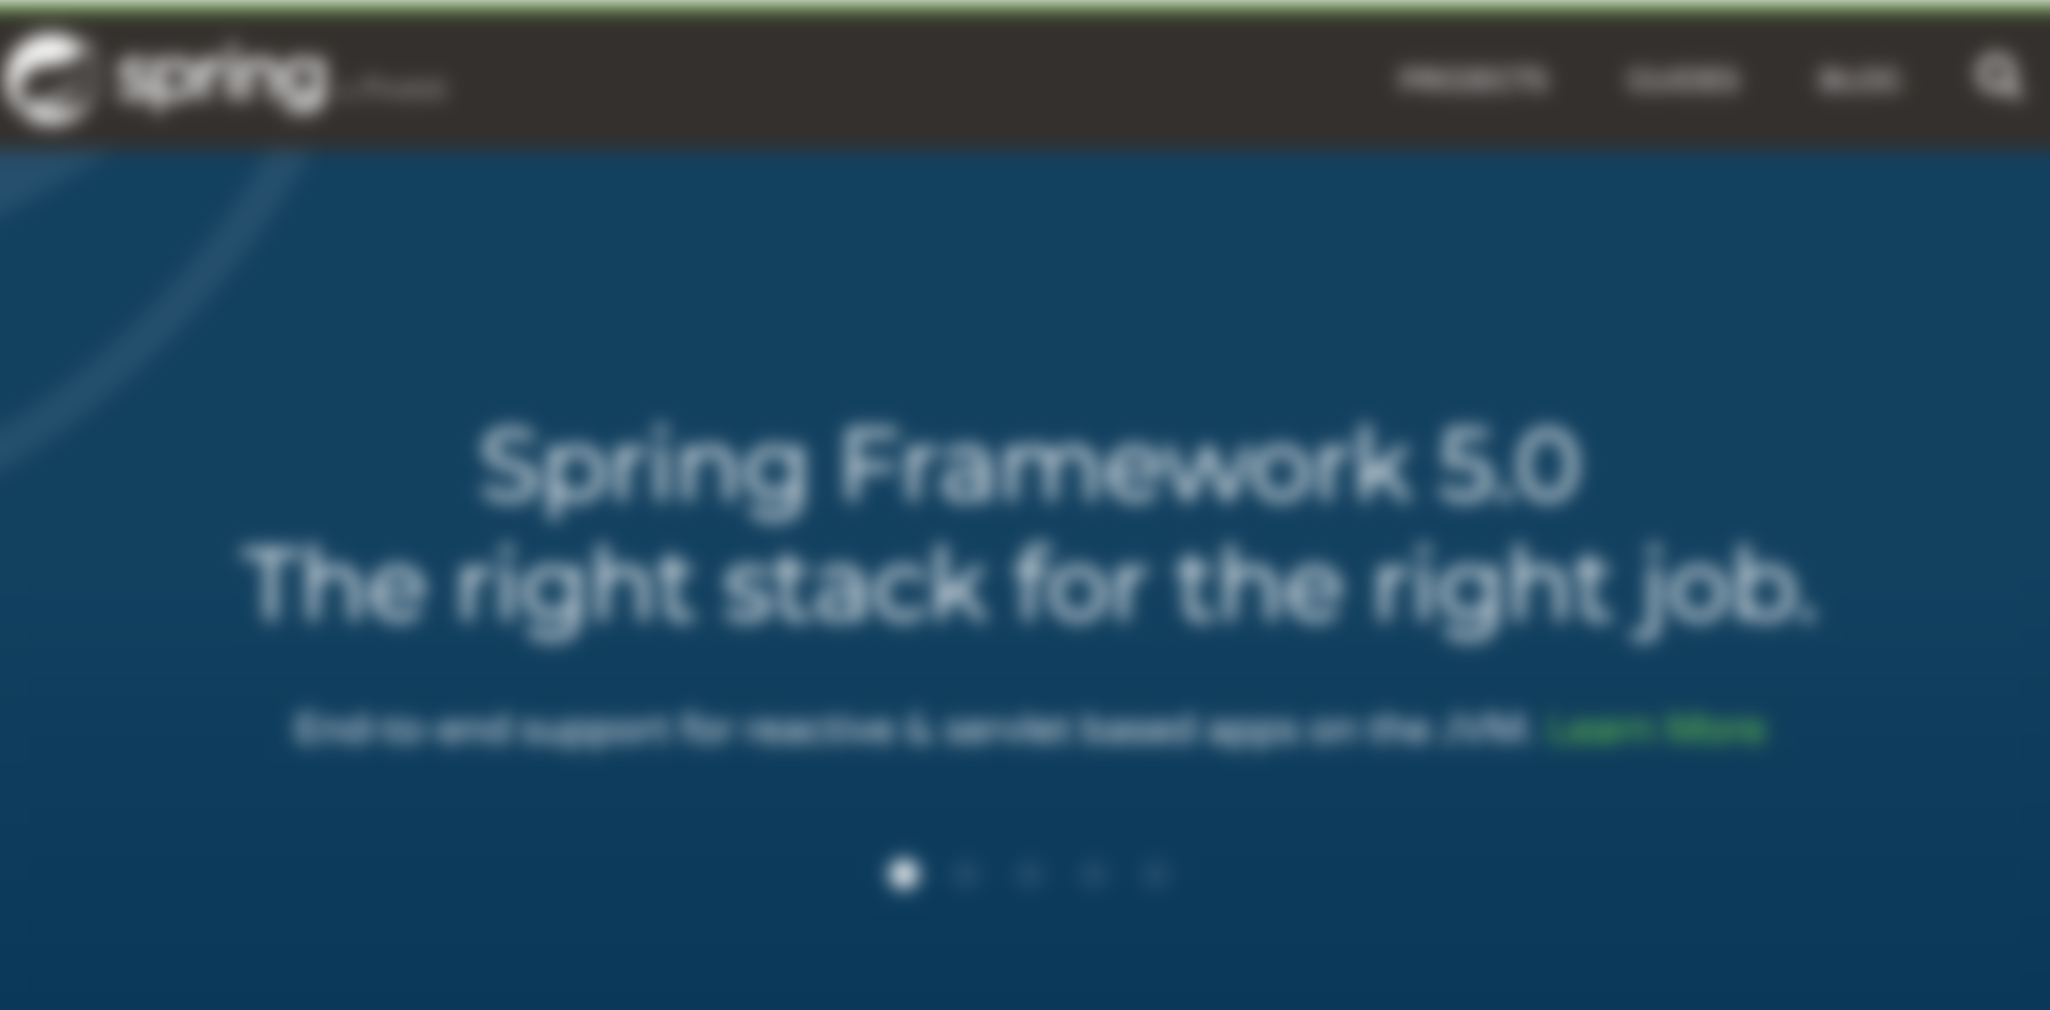 spring by Pivotal
PROJECTS GUIDES BLOG
Spring Framework 5.0
The right stack for the right job.
End-to-end support for reactive & servlet based apps on the JVM. Learn More